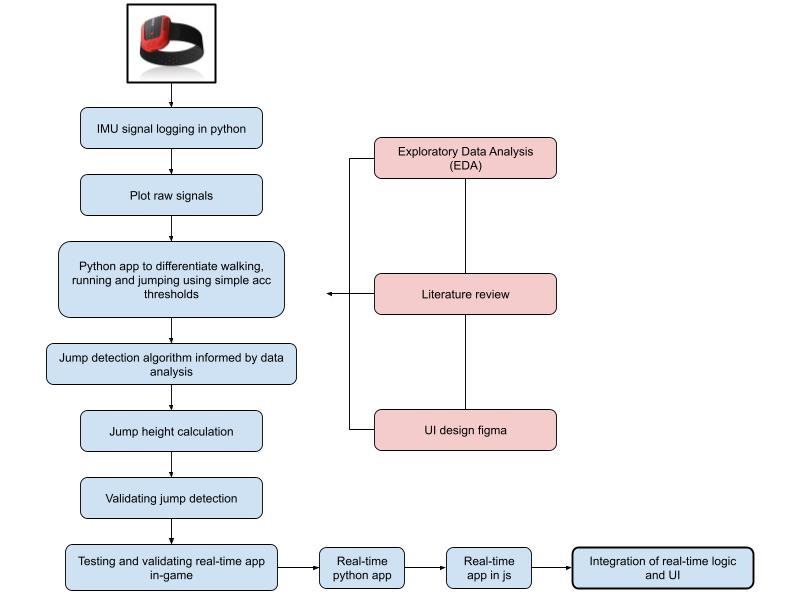 IMU signal logging in python
Plot raw signals
Python app to differentiate walking,
running and jumping using simple acc
thresholds
Jump detection algorithm informed by data
analysis
Jump height calculation
Validating jump detection
Testing and validating real-time app
in-game
Real-time
python app
Real-time
app in js
Integration of real-time logic
and UI
Exploratory Data Analysis
(EDA)
Literature review
UI design figma